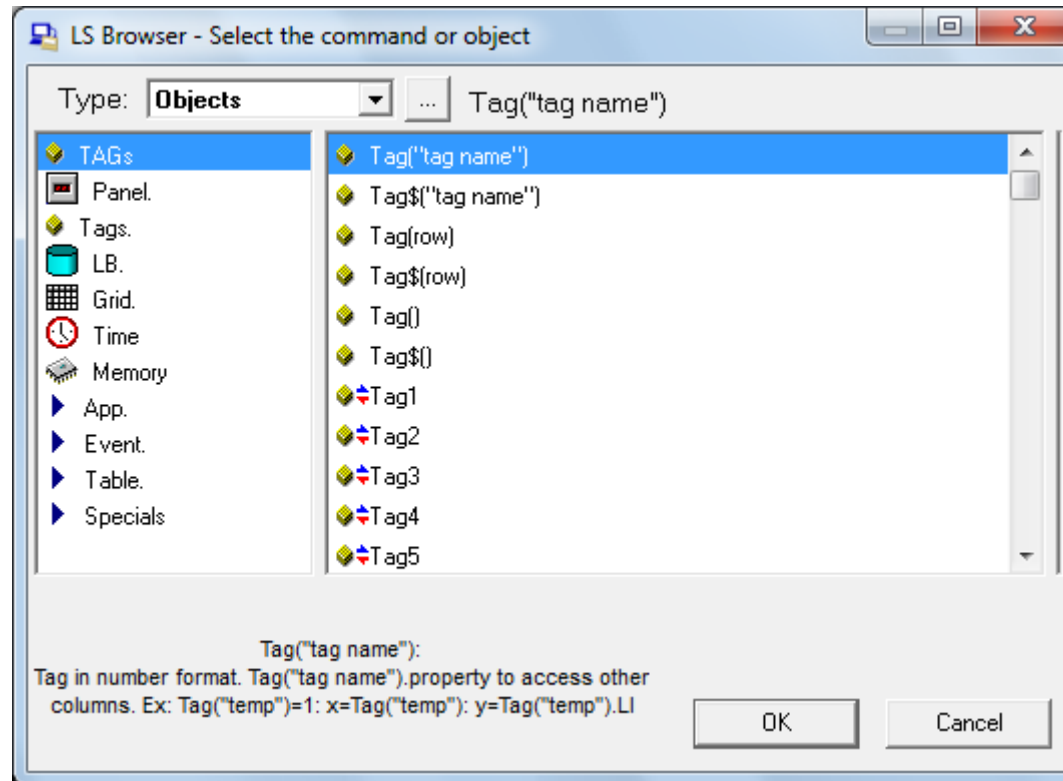 LS Browser - Select the command or object
Type: Objects ... Tag("tag name")
TAGs
Panel.
Tags.
LB.
Grid.
Time
Memory
App.
Event.
Table.
Specials
Tag("tag name")
Tag$("tag name")
Tag(row)
Tag$(row)
Tag()
Tag$()
Tag1
Tag2
Tag3
Tag4
Tag5
Tag("tag name"):
Tag in number format. Tag("tag name").property to access other
columns. Ex: Tag("temp")=1: x=Tag("temp"): y=Tag("temp").LI
OK Cancel